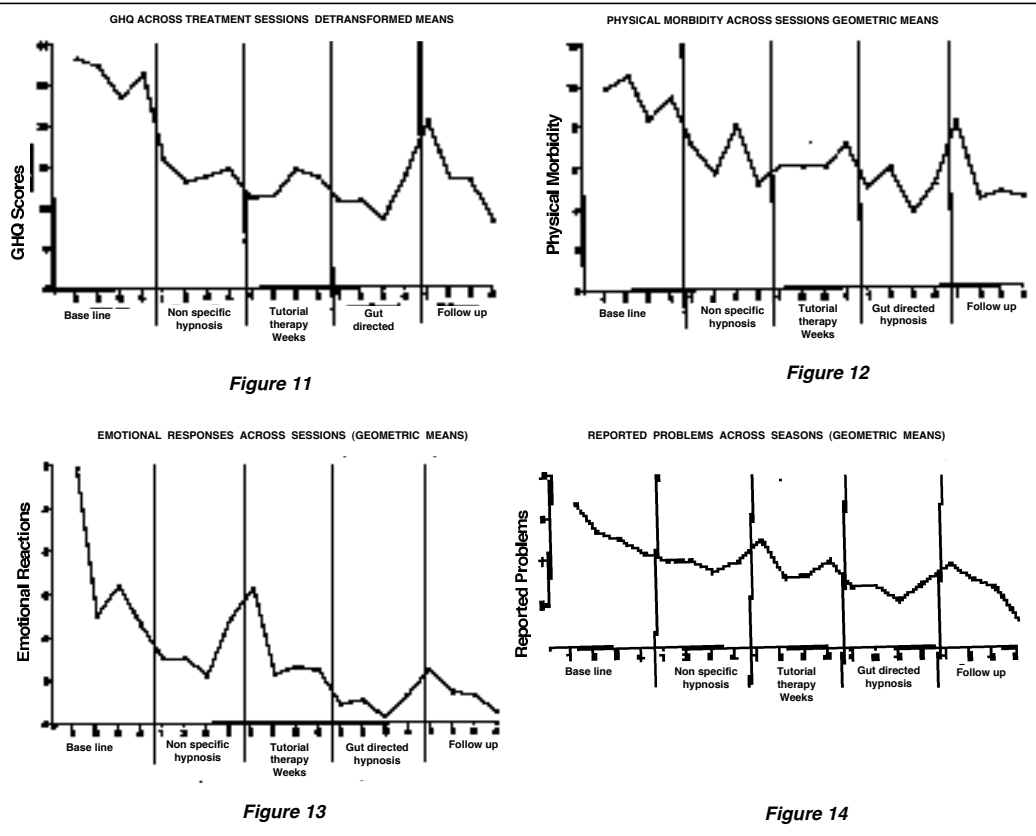 GHQ ACROSS TREATMENT SESSIONS DETRANSFORMED MEANS
GHQ Scores
Base line
Non specific
hypnosis
Tutorial
therapy
Weeks
Gut
directed
Follow up
Figure 11
PHYSICAL MORBIDITY ACROSS SESSIONS GEOMETRIC MEANS
Physical Morbidity
Base line
Non specific
hypnosis
Tutorial
therapy
Weeks
Gut directed
hypnosis
Follow up
Figure 12
EMOTIONAL RESPONSES ACROSS SESSIONS (GEOMETRIC MEANS)
Emotional Reactions
Base line
Non specific
hypnosis
Tutorial
therapy
Weeks
Gut directed
hypnosis
Follow up
Figure 13
REPORTED PROBLEMS ACROSS SEASONS (GEOMETRIC MEANS)
Reported Problems
Base line
Non specific
hypnosis
Tutorial
therapy
Weeks
Gut directed
hypnosis
Follow up
Figure 14